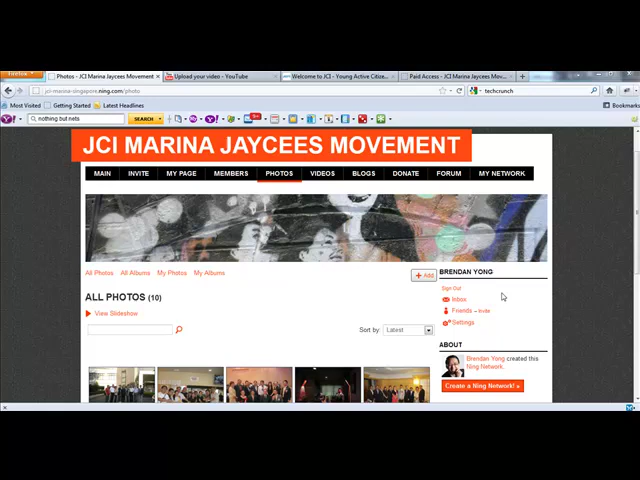 Firefox
Photos - JCI Marina Jaycees Movement
Upload your video - YouTube
Welcome to JCI - Young Active Citize...
Paid Access - JCI Marina Jaycees Mov...
jci-marina-singapore.ning.com/photo
techcrunch
Most Visited
Getting Started
Latest Headlines
Bookmarks
nothing but nets
SEARCH
JCI MARINA JAYCEES MOVEMENT
MAIN
INVITE
MY PAGE
MEMBERS
PHOTOS
VIDEOS
BLOGS
DONATE
FORUM
MY NETWORK
All Photos
All Albums
My Photos
My Albums
+ Add
ALL PHOTOS (10)
View Slideshow
Sort by:
Latest
BRENDAN YONG
Sign Out
Inbox
Friends – Invite
Settings
ABOUT
Brendan Yong created this
Ning Network.
Create a Ning Network! »